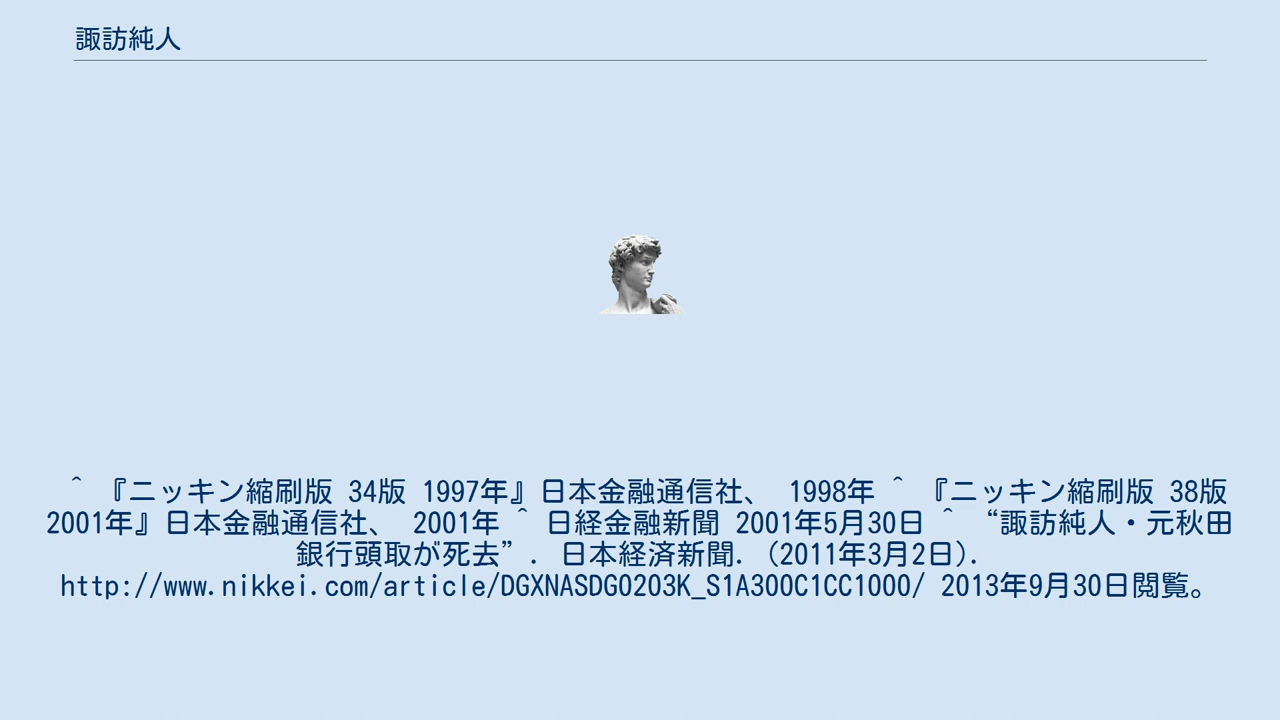 諏訪純人
^ 『ニッキン縮刷版 34版 1997年』日本金融通信社、 1998年 ^ 『ニッキン縮刷版 38版
2001年』日本金融通信社、 2001年 ^ 日経金融新聞 2001年5月30日 ^ “諏訪純人・元秋田
銀行頭取が死去”. 日本経済新聞. (2011年3月2日).
http://www.nikkei.com/article/DGXNASDG0203K_S1A300C1CC1000/ 2013年9月30日閲覧。